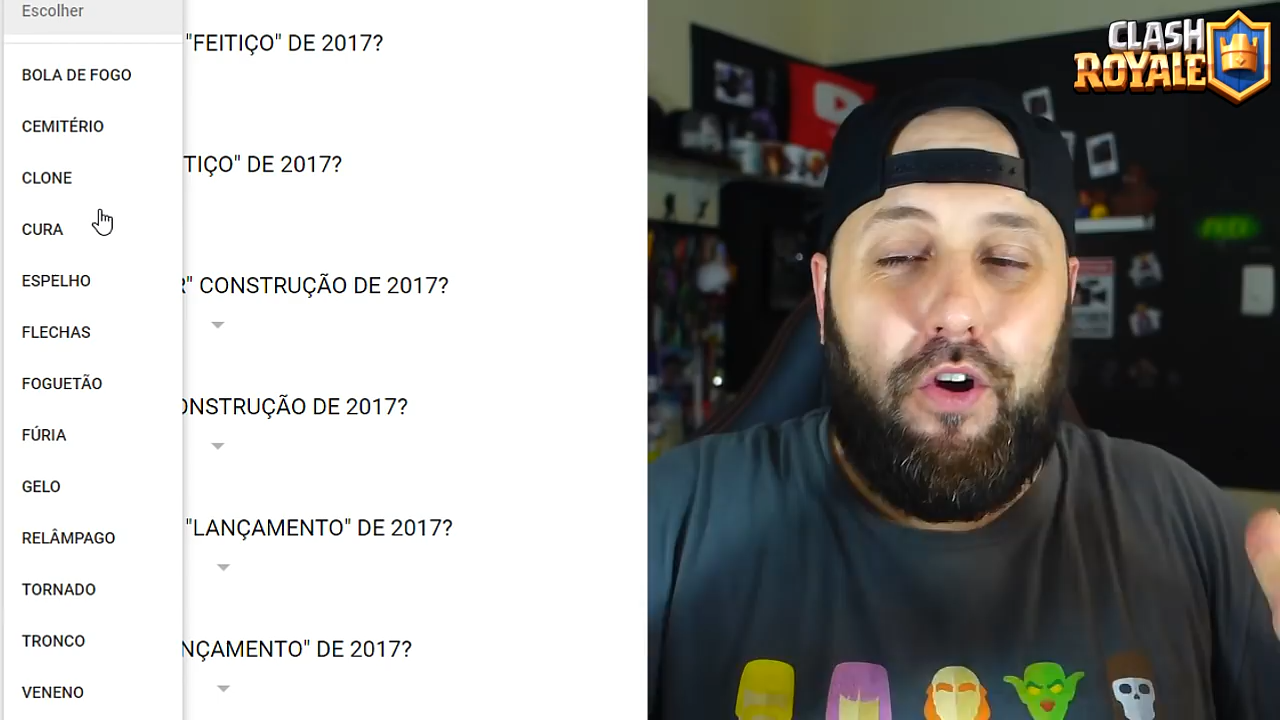 Escolher
BOLA DE FOGO
CEMITÉRIO
CLONE
CURA
ESPELHO
FLECHAS
FOGUETÃO
FÚRIA
GELO
RELÂMPAGO
TORNADO
TRONCO
VENENO
"FEITIÇO" DE 2017?
TIÇO" DE 2017?
" CONSTRUÇÃO DE 2017?
ONSTRUÇÃO DE 2017?
"LANÇAMENTO" DE 2017?
NÇAMENTO" DE 2017?
CLASH
ROYALE